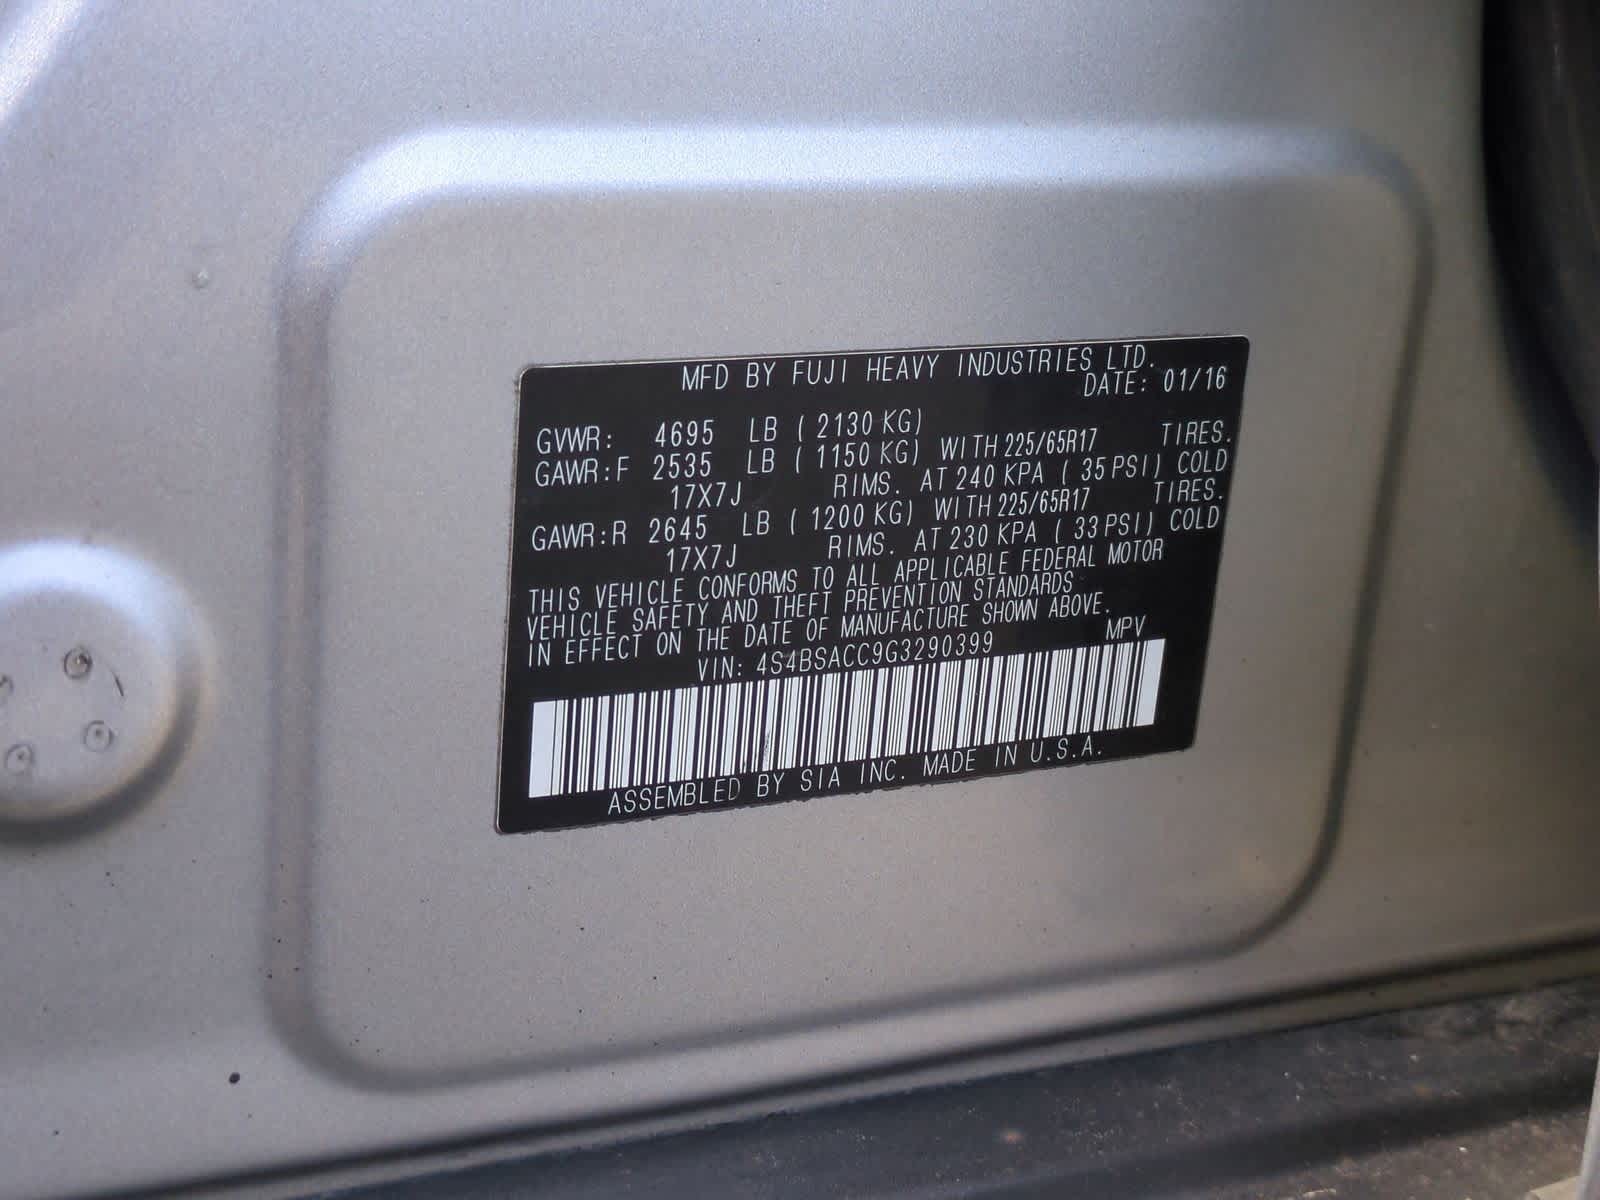 MFD BY FUJI HEAVY INDUSTRIES LTD.
DATE: 01/16
GVWR: 4695 LB ( 2130 KG)
GAWR:F 2535 LB ( 1150 KG) WITH 225/65R17 TIRES.
17X7J RIMS. AT 240 KPA ( 35 PSI) COLD
GAWR:R 2645 LB ( 1200 KG) WITH 225/65R17 TIRES.
17X7J RIMS. AT 230 KPA ( 33 PSI) COLD
THIS VEHICLE CONFORMS TO ALL APPLICABLE FEDERAL MOTOR
VEHICLE SAFETY AND THEFT PREVENTION STANDARDS
IN EFFECT ON THE DATE OF MANUFACTURE SHOWN ABOVE.
VIN: 4S4BSACC9G3290399 MPV
ASSEMBLED BY SIA INC. MADE IN U.S.A.